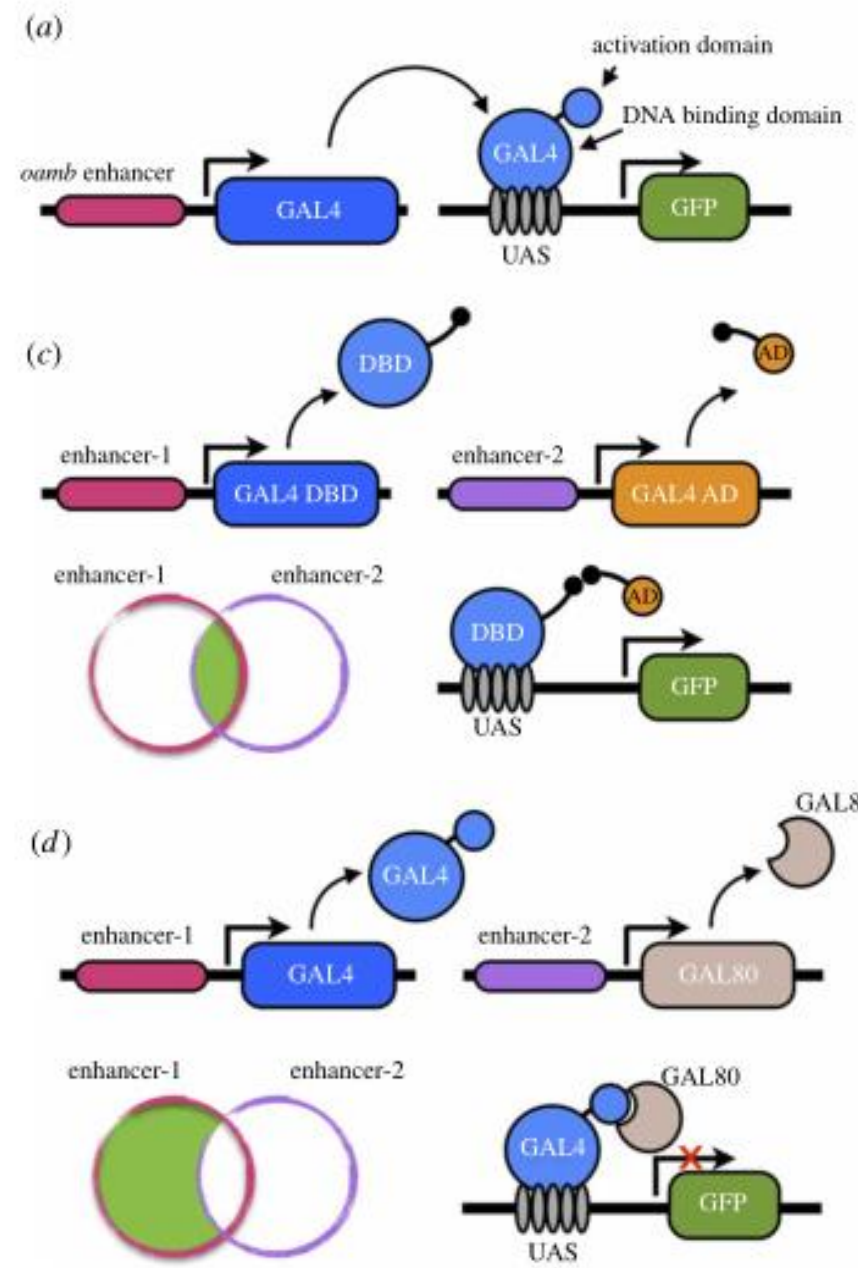 (a)
activation domain
DNA binding domain
oamb enhancer
GAL4
GAL4
GFP
UAS
(c)
DBD
AD
enhancer-1
enhancer-2
GAL4 DBD
GAL4 AD
enhancer-1
enhancer-2
DBD
AD
GFP
UAS
(d)
GAL8
GAL4
enhancer-1
enhancer-2
GAL4
GAL80
enhancer-1
enhancer-2
GAL80
GAL4
GFP
UAS